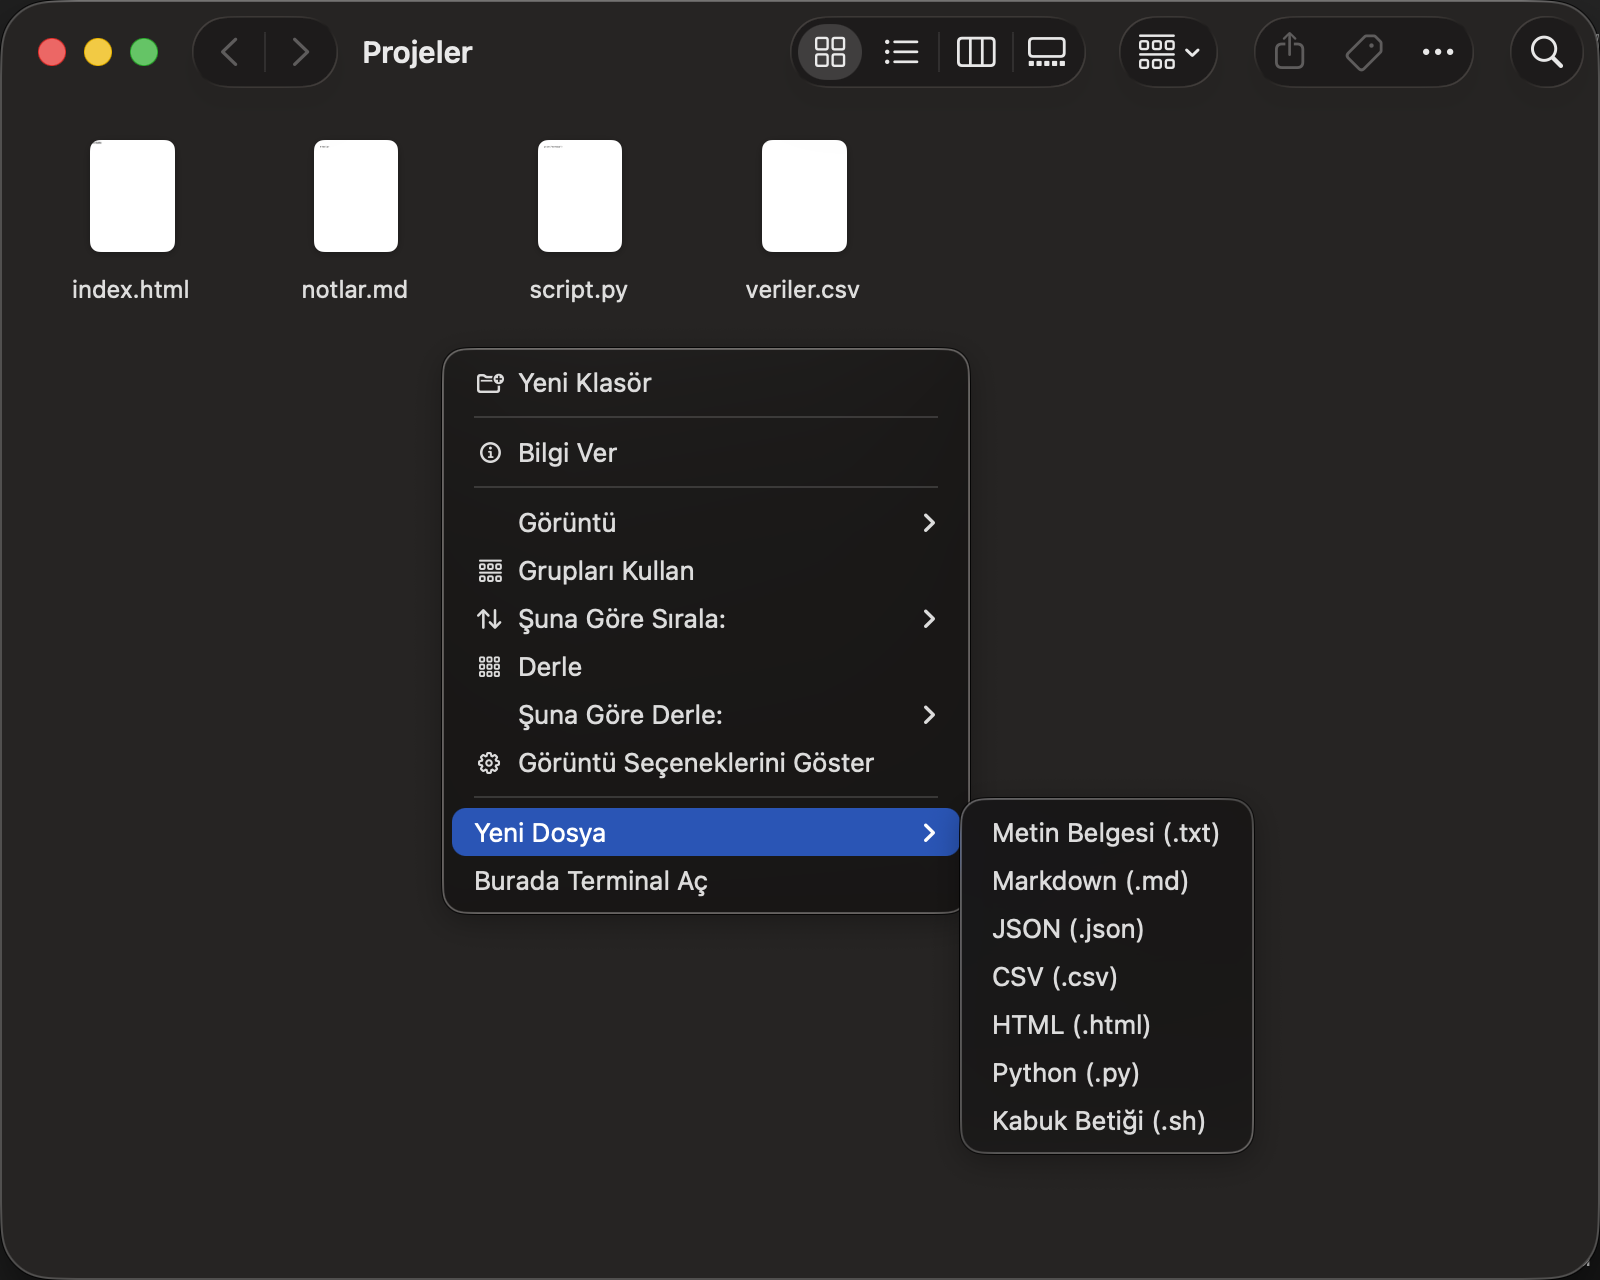 Projeler
index.html
notlar.md
script.py
veriler.csv
Yeni Klasör
Bilgi Ver
Görüntü
Grupları Kullan
Şuna Göre Sırala:
Derle
Şuna Göre Derle:
Görüntü Seçeneklerini Göster
Yeni Dosya
Burada Terminal Aç
Metin Belgesi (.txt)
Markdown (.md)
JSON (.json)
CSV (.csv)
HTML (.html)
Python (.py)
Kabuk Betiği (.sh)